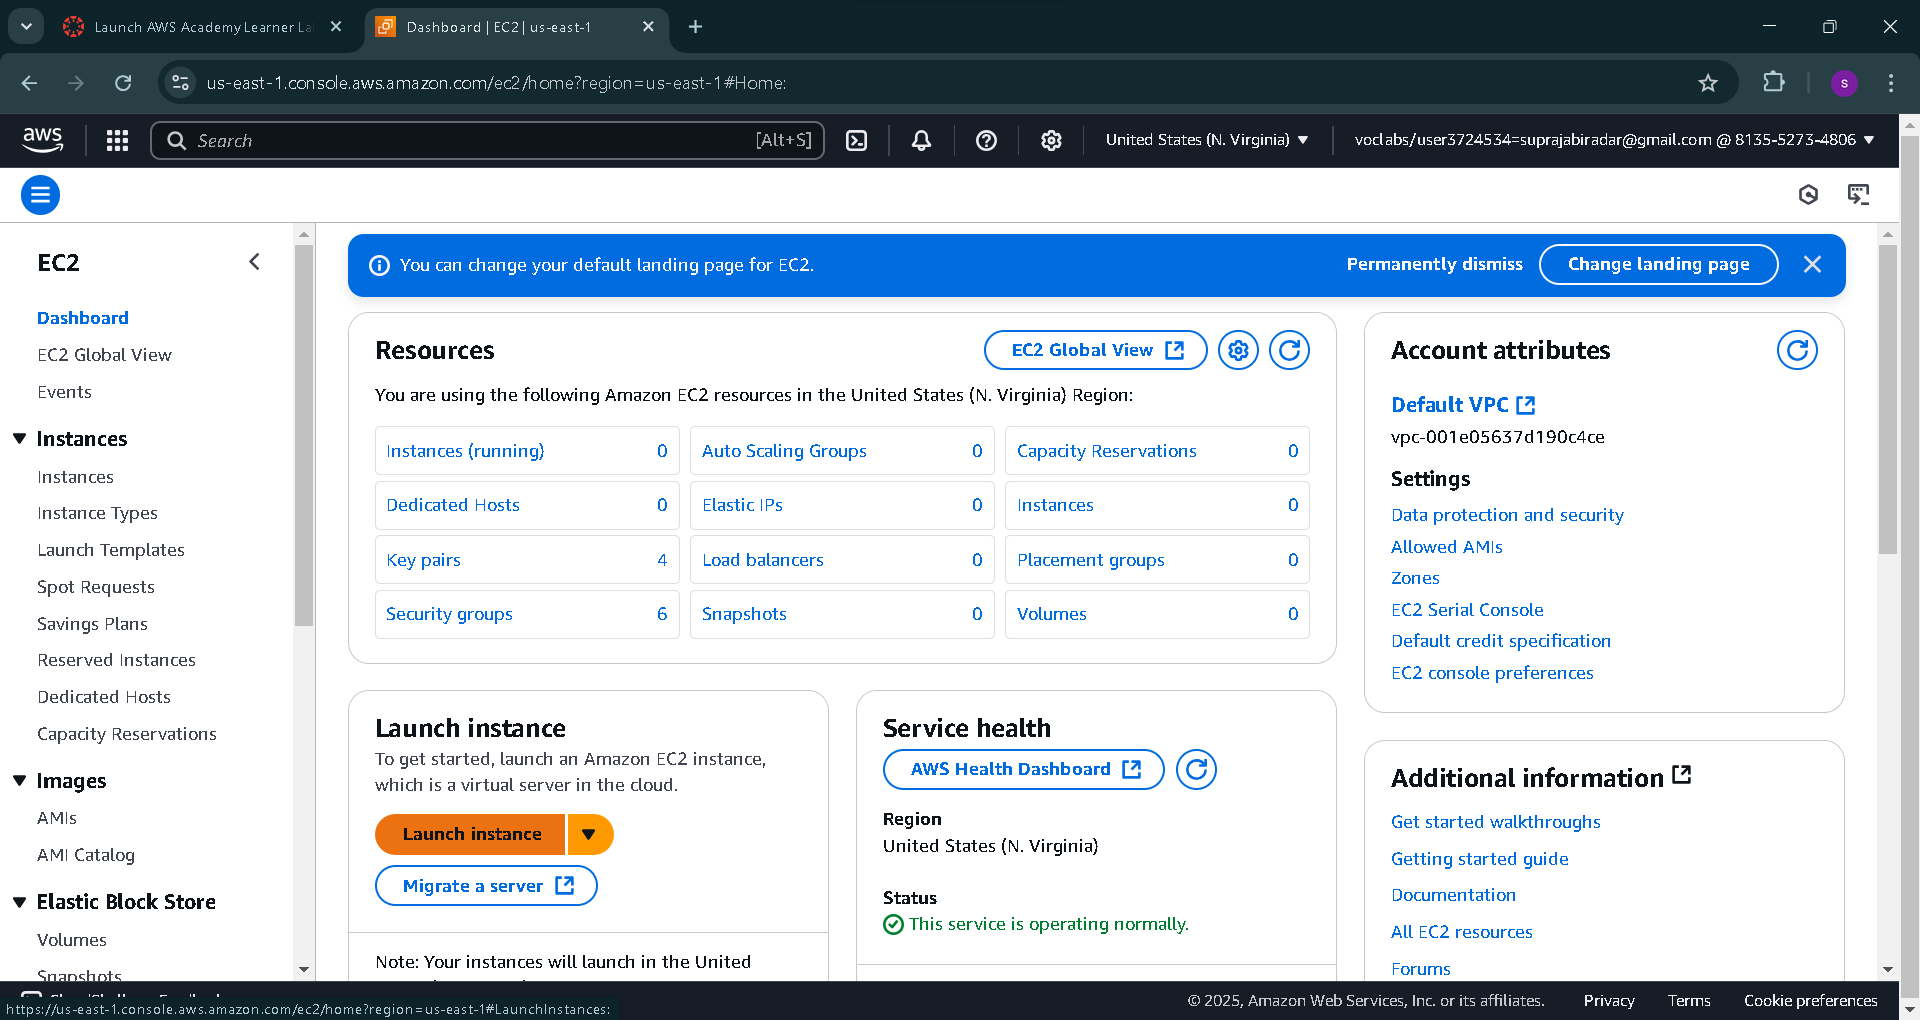 Launch AWS Academy Learner La
Dashboard | EC2 | us-east-1
us-east-1.console.aws.amazon.com/ec2/home?region=us-east-1#Home:
S
aws
Search
[Alt+S]
United States (N. Virginia)
voclabs/user3724534=suprajabiradar@gmail.com @ 8135-5273-4806
EC2
Dashboard
EC2 Global View
Events
Instances
Instances
Instance Types
Launch Templates
Spot Requests
Savings Plans
Reserved Instances
Dedicated Hosts
Capacity Reservations
Images
AMIs
AMI Catalog
Elastic Block Store
Volumes
Snapshots
You can change your default landing page for EC2.
Permanently dismiss
Change landing page
Resources
EC2 Global View
You are using the following Amazon EC2 resources in the United States (N. Virginia) Region:
Instances (running) 0
Auto Scaling Groups 0
Capacity Reservations 0
Dedicated Hosts 0
Elastic IPs 0
Instances 0
Key pairs 4
Load balancers 0
Placement groups 0
Security groups 6
Snapshots 0
Volumes 0
Launch instance
To get started, launch an Amazon EC2 instance,
which is a virtual server in the cloud.
Launch instance
Migrate a server
Note: Your instances will launch in the United
Service health
AWS Health Dashboard
Region
United States (N. Virginia)
Status
This service is operating normally.
Account attributes
Default VPC
vpc-001e05637d190c4ce
Settings
Data protection and security
Allowed AMIs
Zones
EC2 Serial Console
Default credit specification
EC2 console preferences
Additional information
Get started walkthroughs
Getting started guide
Documentation
All EC2 resources
Forums
https://us-east-1.console.aws.amazon.com/ec2/home?region=us-east-1#LaunchInstances:
© 2025, Amazon Web Services, Inc. or its affiliates.
Privacy
Terms
Cookie preferences